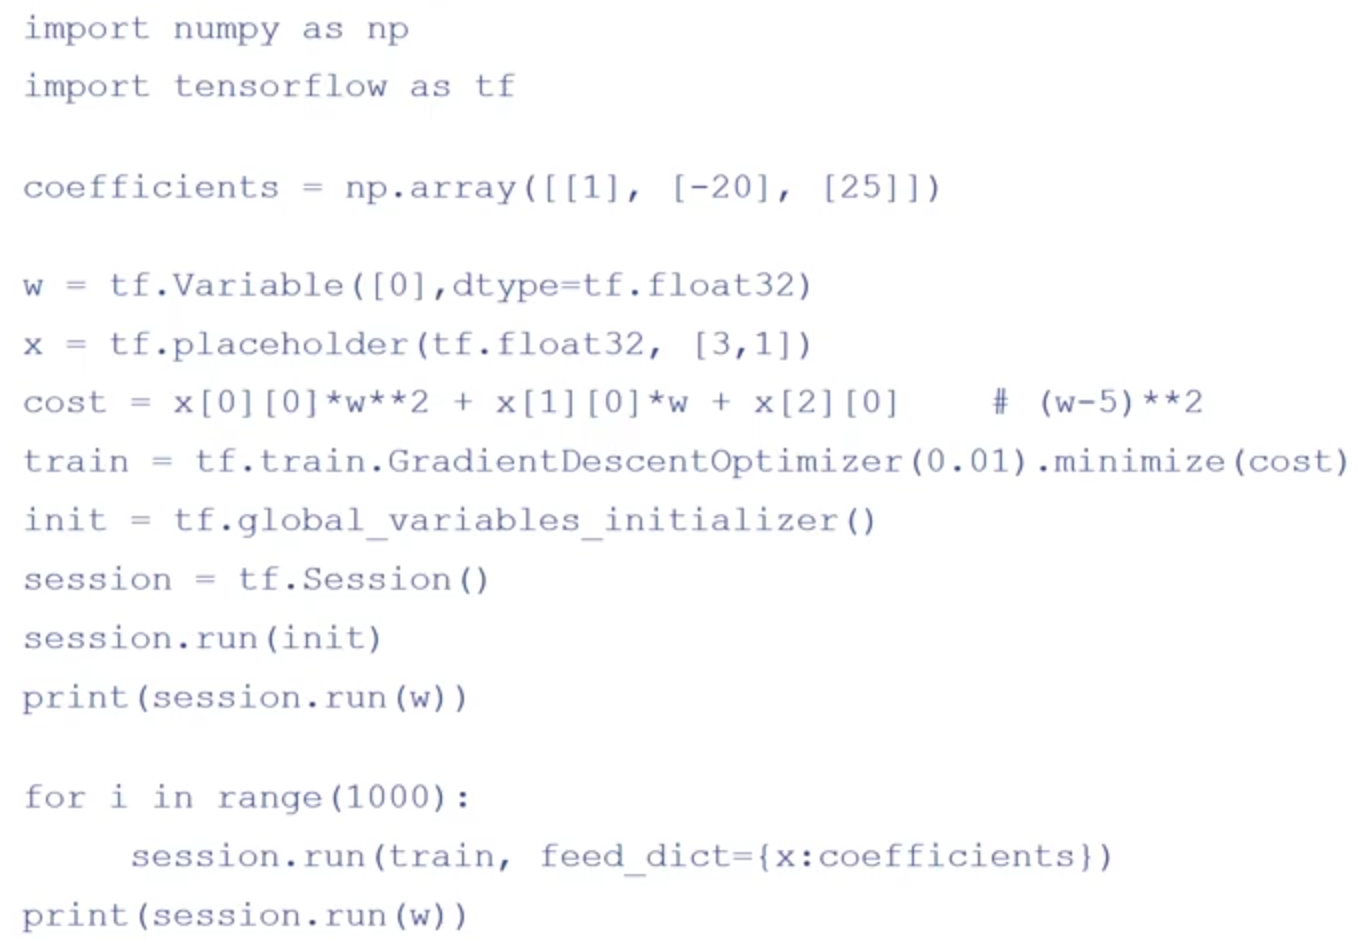 import numpy as np
import tensorflow as tf
coefficients = np.array([[1], [-20], [25]])
w = tf.Variable([0],dtype=tf.float32)
x = tf.placeholder(tf.float32, [3,1])
cost = x[0][0]*w**2 + x[1][0]*w + x[2][0]    # (w-5)**2
train = tf.train.GradientDescentOptimizer(0.01).minimize(cost)
init = tf.global_variables_initializer()
session = tf.Session()
session.run(init)
print(session.run(w))
for i in range(1000):
     session.run(train, feed_dict={x:coefficients})
print(session.run(w))